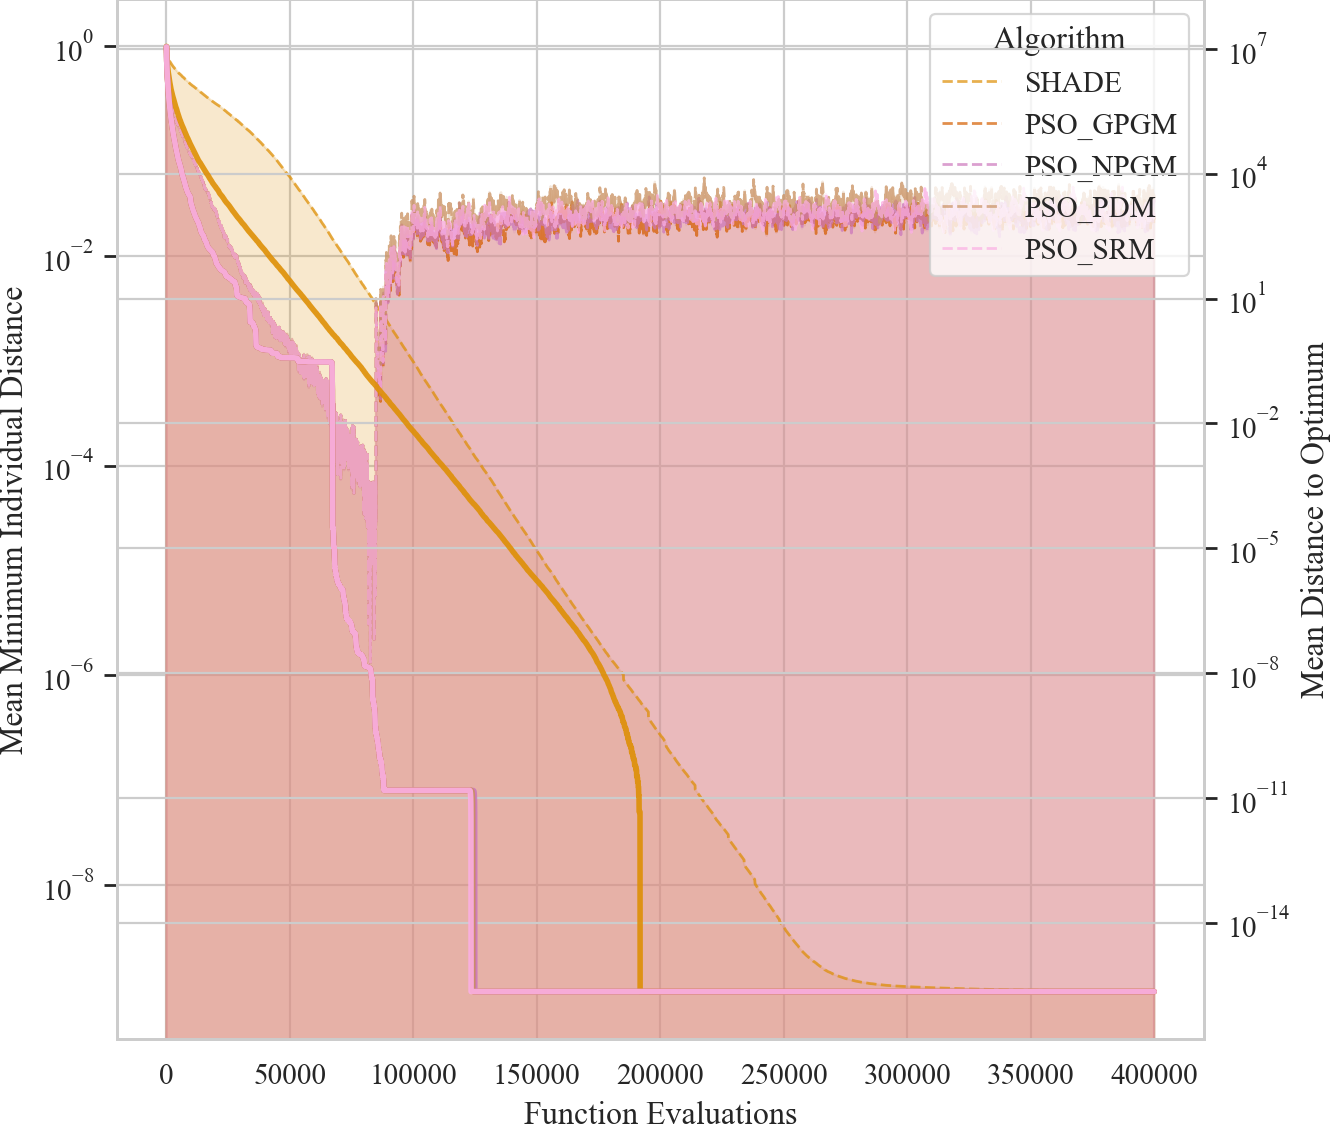 Algorithm
SHADE
PSO_GPGM
PSO_NPGM
PSO_PDM
PSO_SRM
Mean Minimum Individual Distance
10^0
10^−2
10^−4
10^−6
10^−8
10^7
10^4
10^1
10^−2
10^−5
10^−8
10^−11
10^−14
Mean Distance to Optimum
0 50000 100000 150000 200000 250000 300000 350000 400000
Function Evaluations